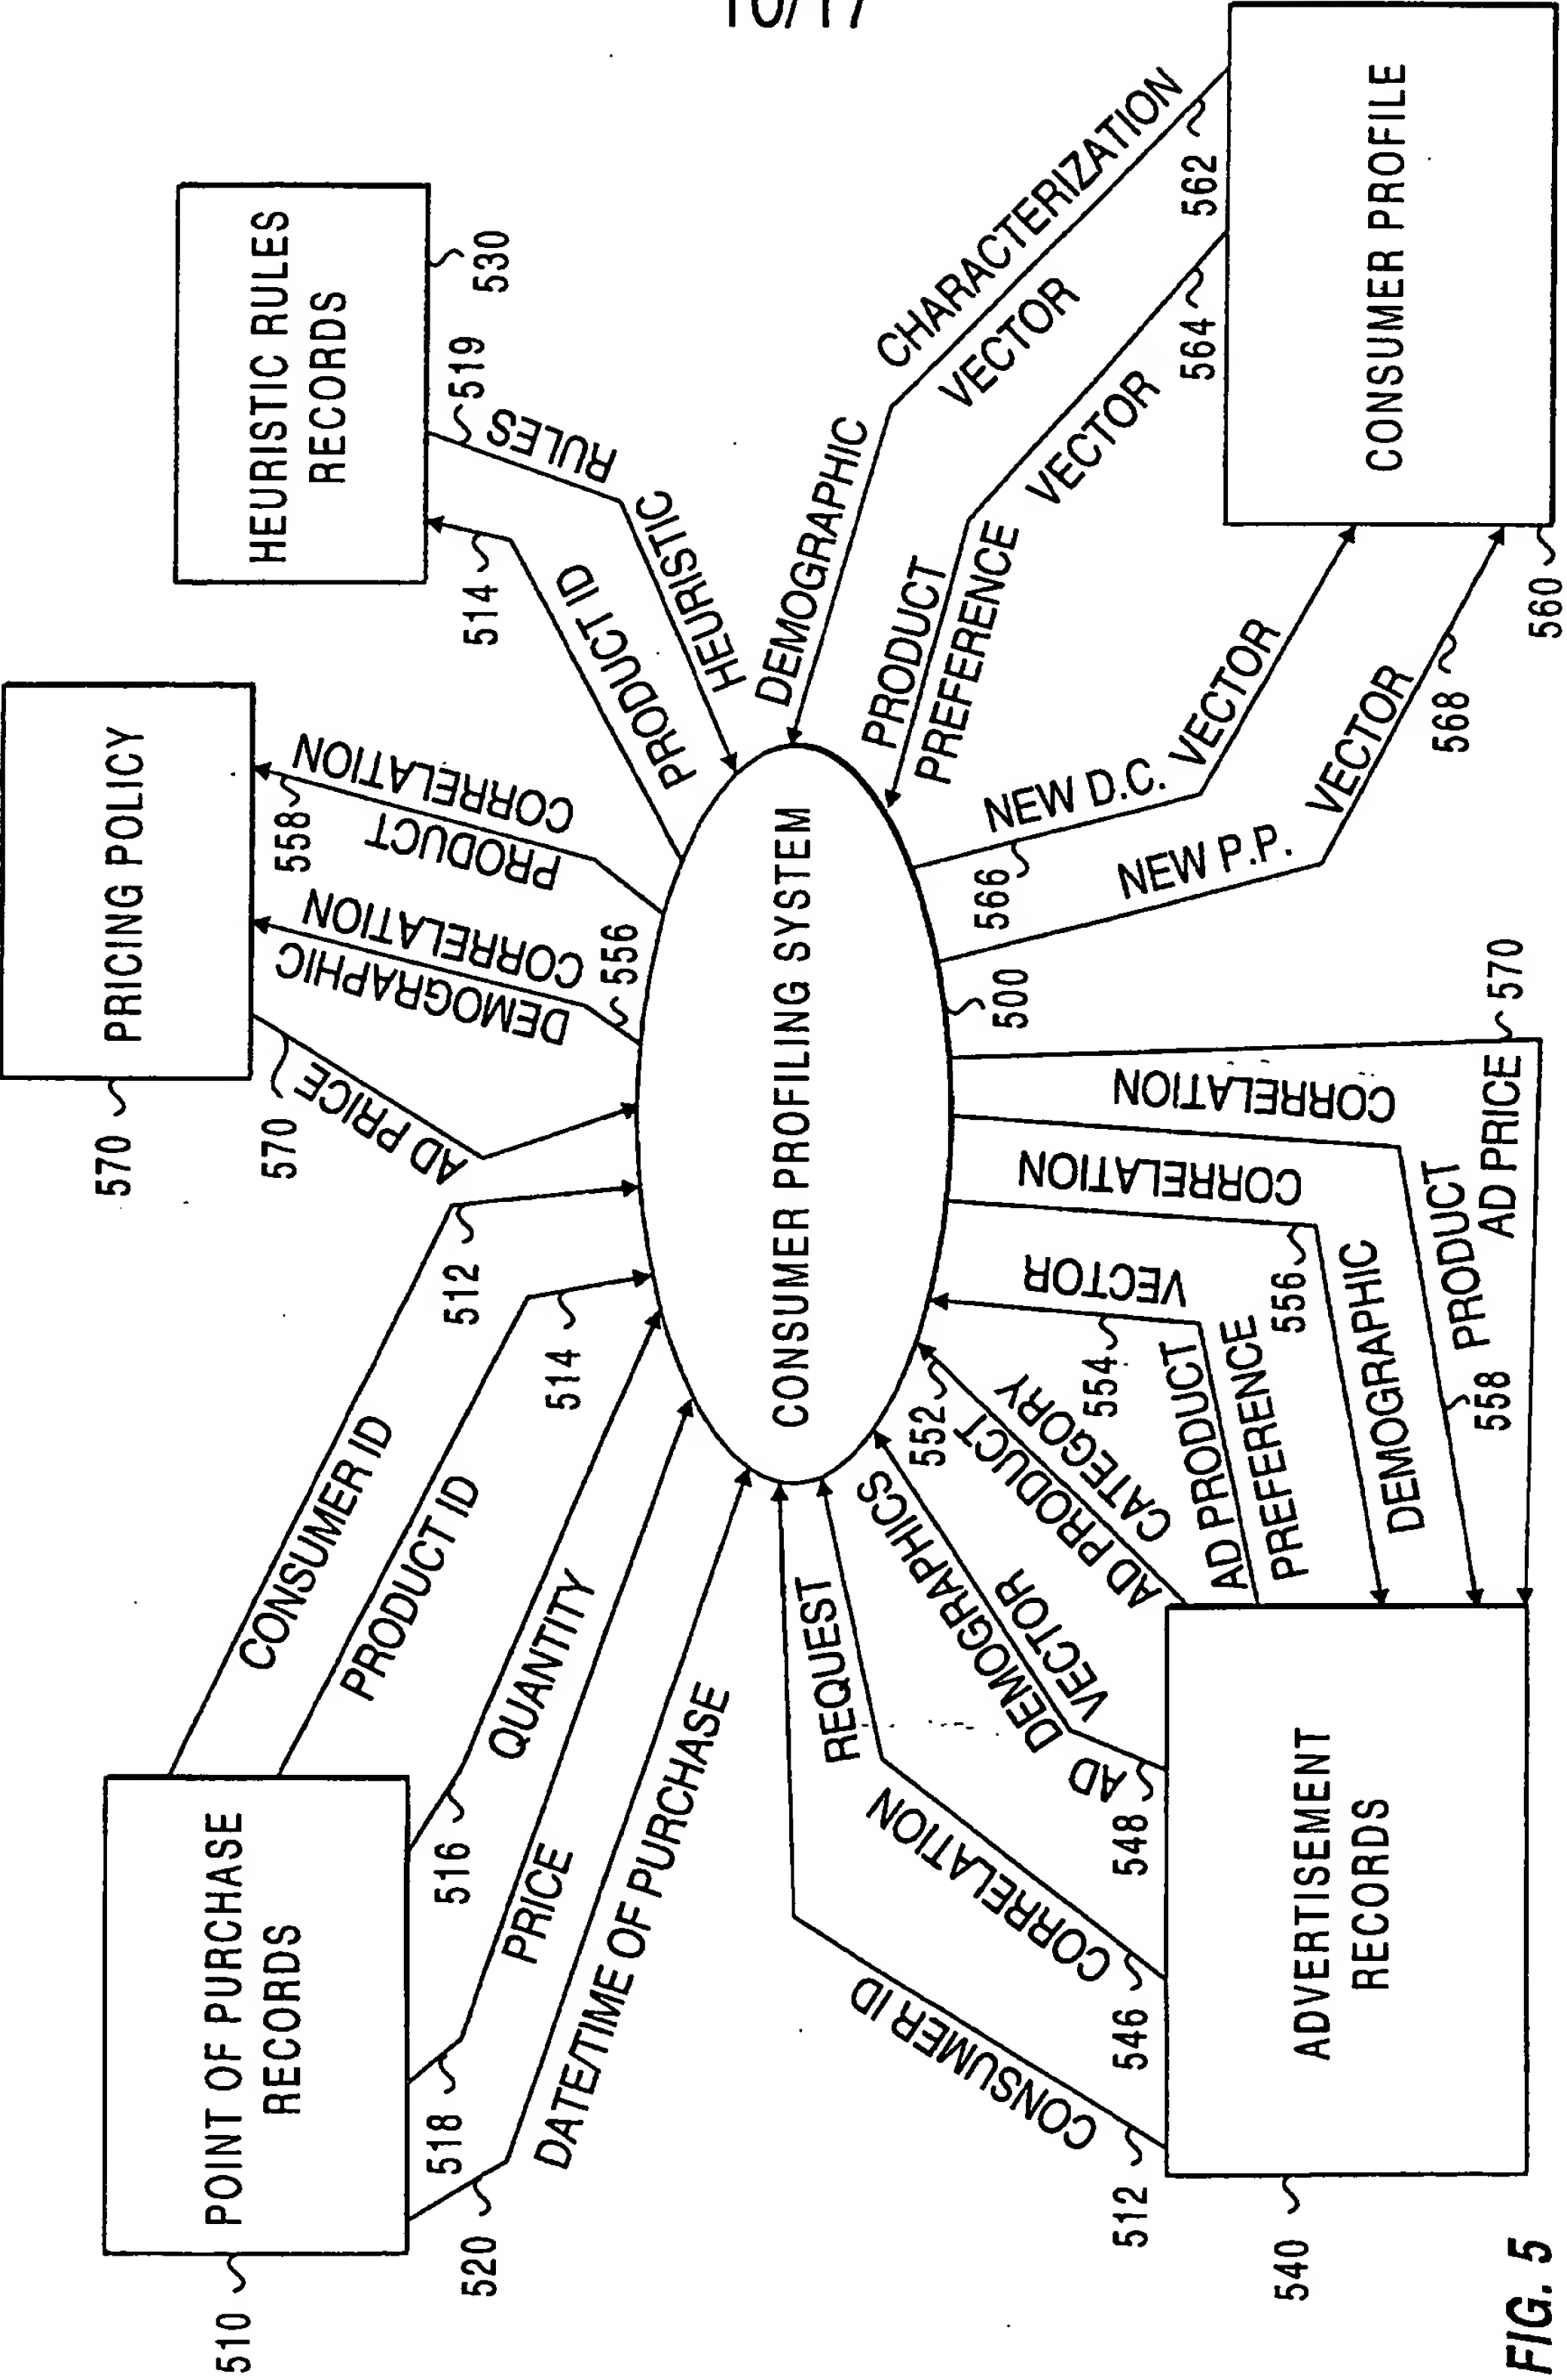 10/17
POINT OF PURCHASE
RECORDS
510
CONSUMER ID
512
PRODUCT ID
514
QUANTITY
516
PRICE
518
DATE/TIME OF PURCHASE
520
PRICING POLICY
570
AD PRICE
570
DEMOGRAPHIC
CORRELATION
556
PRODUCT
CORRELATION
558
HEURISTIC RULES
RECORDS
530
PRODUCT ID
514
HEURISTIC
RULES
519
CONSUMER PROFILING SYSTEM
500
ADVERTISEMENT
RECORDS
540
CONSUMER ID
512
CORRELATION
REQUEST
546
AD DEMOGRAPHICS
VECTOR
548
AD PRODUCT
CATEGORY
552
AD PRODUCT
PREFERENCE
VECTOR
554
DEMOGRAPHIC
CORRELATION
556
PRODUCT
CORRELATION
558
AD PRICE
570
CONSUMER PROFILE
560
DEMOGRAPHIC
CHARACTERIZATION
VECTOR
562
PRODUCT
PREFERENCE
VECTOR
564
NEW D.C. VECTOR
566
NEW P.P. VECTOR
568
FIG. 5